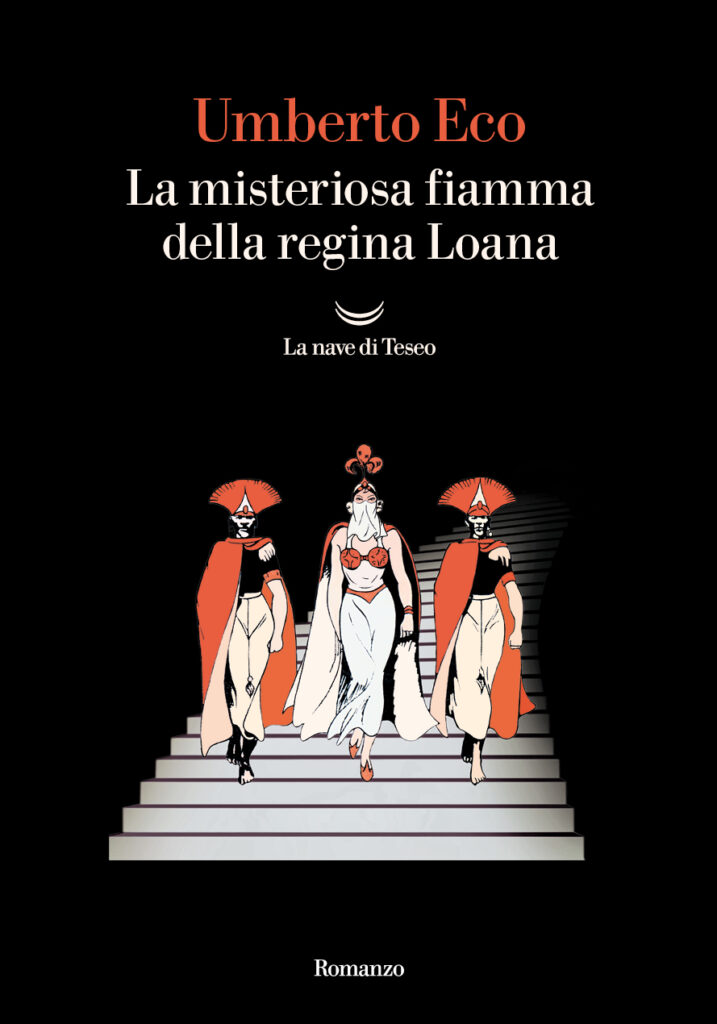 Umberto Eco
La misteriosa fiamma
della regina Loana
La nave di Teseo
Romanzo